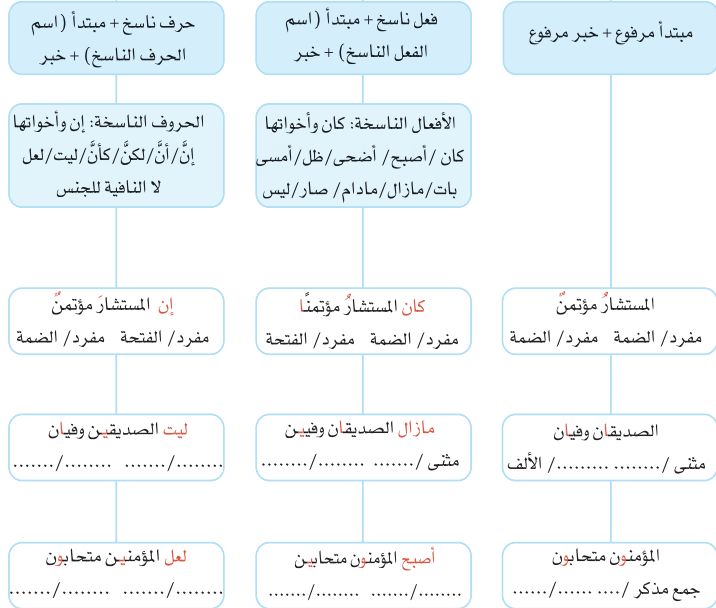 مبتدأ مرفوع + خبر مرفوع
فعل ناسخ + مبتدأ ( اسم
الفعل الناسخ) + خبر
حرف ناسخ + مبتدأ ( اسم
الحرف الناسخ) + خبر
الأفعال الناسخة: كان وأخواتها
كان /أصبح/ أضحى/ظل/أمسى
بات/مازال/مادام/ صار/ليس
الحروف الناسخة: إن وأخواتها
إنَّ/أنَّ/لكنَّ/كأنَّ/ليت/لعل
لا النافية للجنس
المستشارُ مؤتمنٌ
مفرد/ الضمة مفرد/ الضمة
كان المستشارُ مؤتمنًا
مفرد/ الضمة مفرد/ الفتحة
إن المستشارَ مؤتمنٌ
مفرد/ الفتحة مفرد/ الضمة
الصديقان وفيان
مثنى /........ ........./ الألف
مازال الصديقان وفيين
مثنى /....... ......../........
ليت الصديقين وفيان
......../....... ......../.......
المؤمنون متحابون
جمع مذكر /.... ....../......
أصبح المؤمنون متحابين
......../....... ......../.......
لعل المؤمنين متحابون
......../....... ......../.......